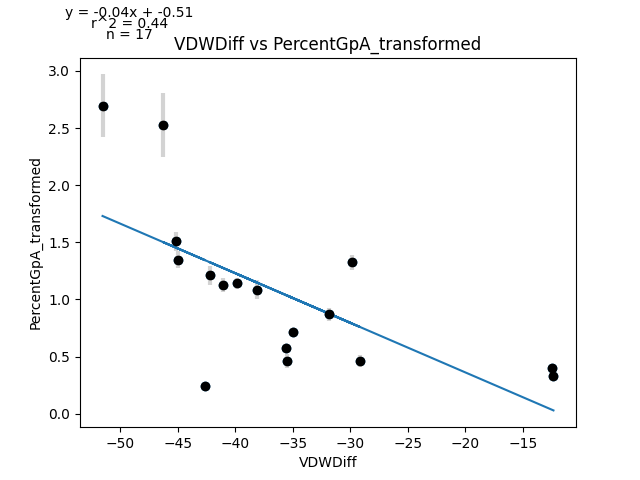 y = -0.04x + -0.51
r^2 = 0.44
n = 17
VDWDiff vs PercentGpA_transformed
PercentGpA_transformed
3.0
2.5
2.0
1.5
1.0
0.5
0.0
−50 −45 −40 −35 −30 −25 −20 −15
VDWDiff